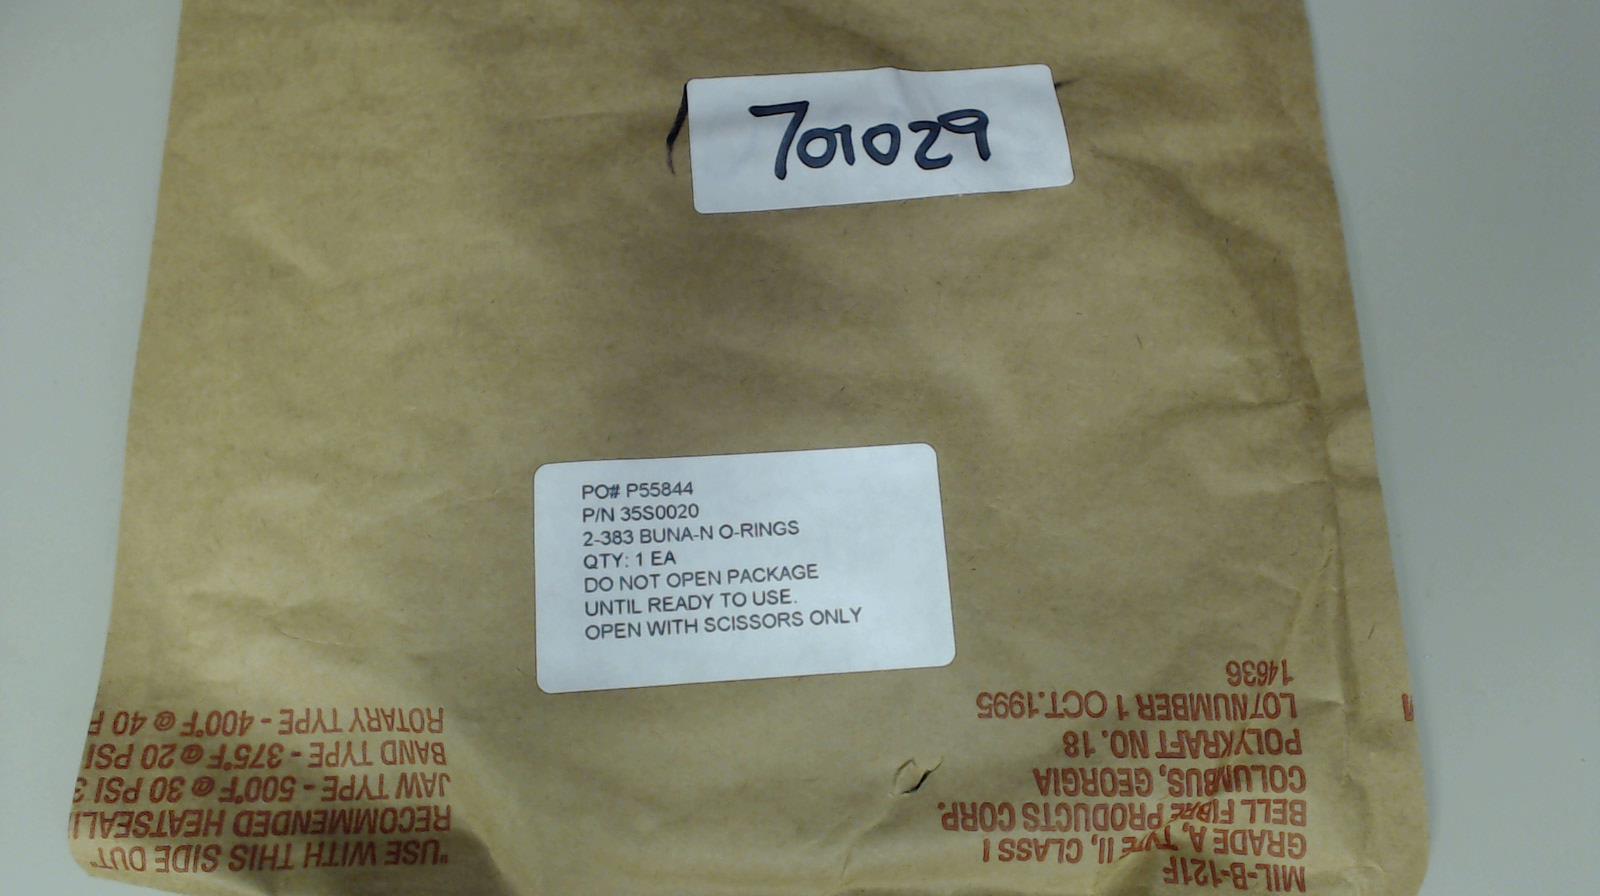 701029
PO# P55844
P/N 35S0020
2-383 BUNA-N O-RINGS
QTY: 1 EA
DO NOT OPEN PACKAGE
UNTIL READY TO USE.
OPEN WITH SCISSORS ONLY
MIL-B-121F
GRADE A, TYPE II, CLASS I
BELL FIBRE PRODUCTS CORP.
COLUMBUS, GEORGIA
POLYKRAFT NO. 18
LOT NUMBER 1 OCT.1995
14636
"USE WITH THIS SIDE OUT"
RECOMMENDED
JAW TYPE - 500°F @ 30 PSI
BAND TYPE - 375°F @ 20 PSI
ROTARY TYPE - 400°F @ 40